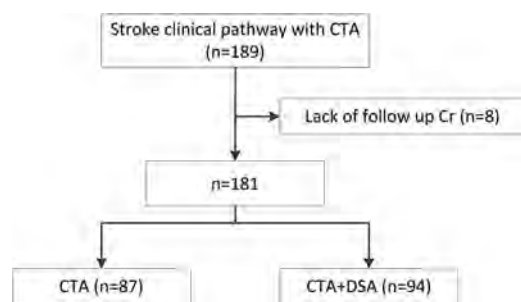 Stroke clinical pathway with CTA
(n=189)
Lack of follow up Cr (n=8)
n=181
CTA (n=87)
CTA+DSA (n=94)